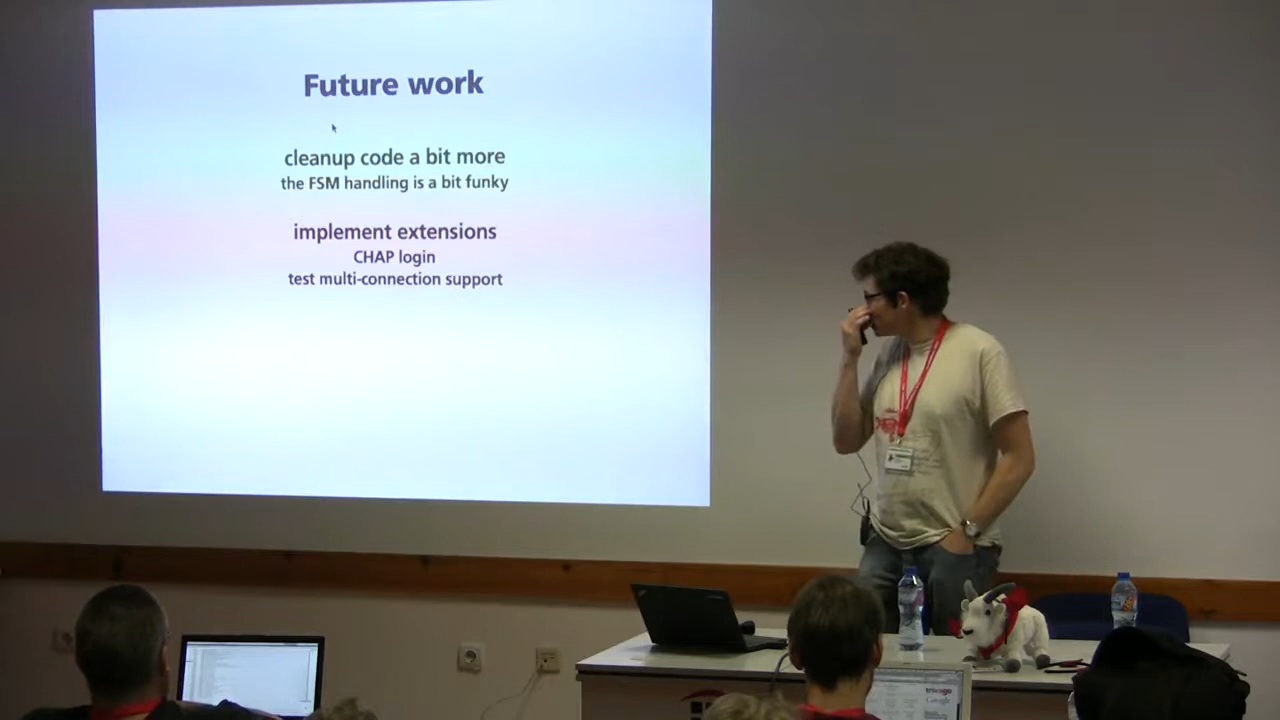 Future work
cleanup code a bit more
the FSM handling is a bit funky
implement extensions
CHAP login
test multi-connection support